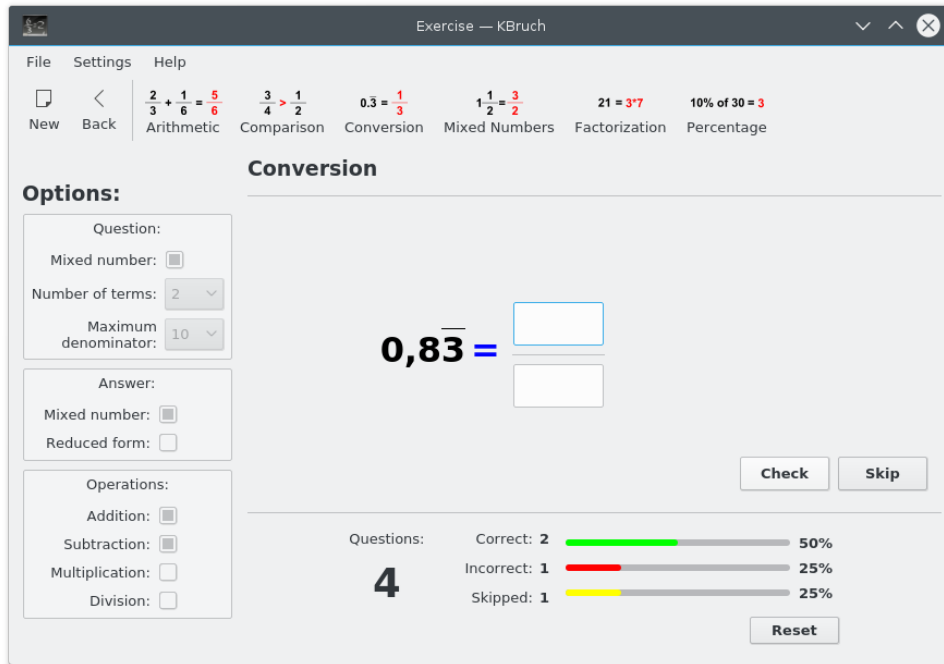 Exercise — KBruch
File Settings Help
New
Back
2/3 + 1/6 = 5/6
Arithmetic
3/4 > 1/2
Comparison
0.3̅ = 1/3
Conversion
1 1/2 = 3/2
Mixed Numbers
21 = 3*7
Factorization
10% of 30 = 3
Percentage
Options:
Question:
Mixed number:
Number of terms: 2
Maximum
denominator: 10
Answer:
Mixed number:
Reduced form:
Operations:
Addition:
Subtraction:
Multiplication:
Division:
Conversion
0,83̅ =
Check Skip
Questions:
4
Correct: 2 50%
Incorrect: 1 25%
Skipped: 1 25%
Reset